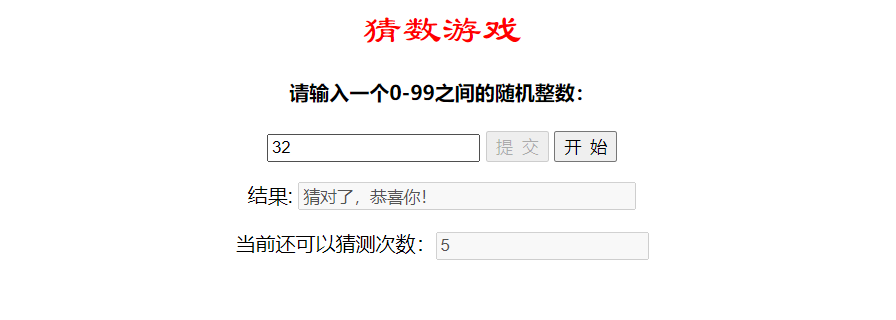 猜数游戏
请输入一个0-99之间的随机整数：
32 提 交 开 始
结果: 猜对了，恭喜你！
当前还可以猜测次数： 5